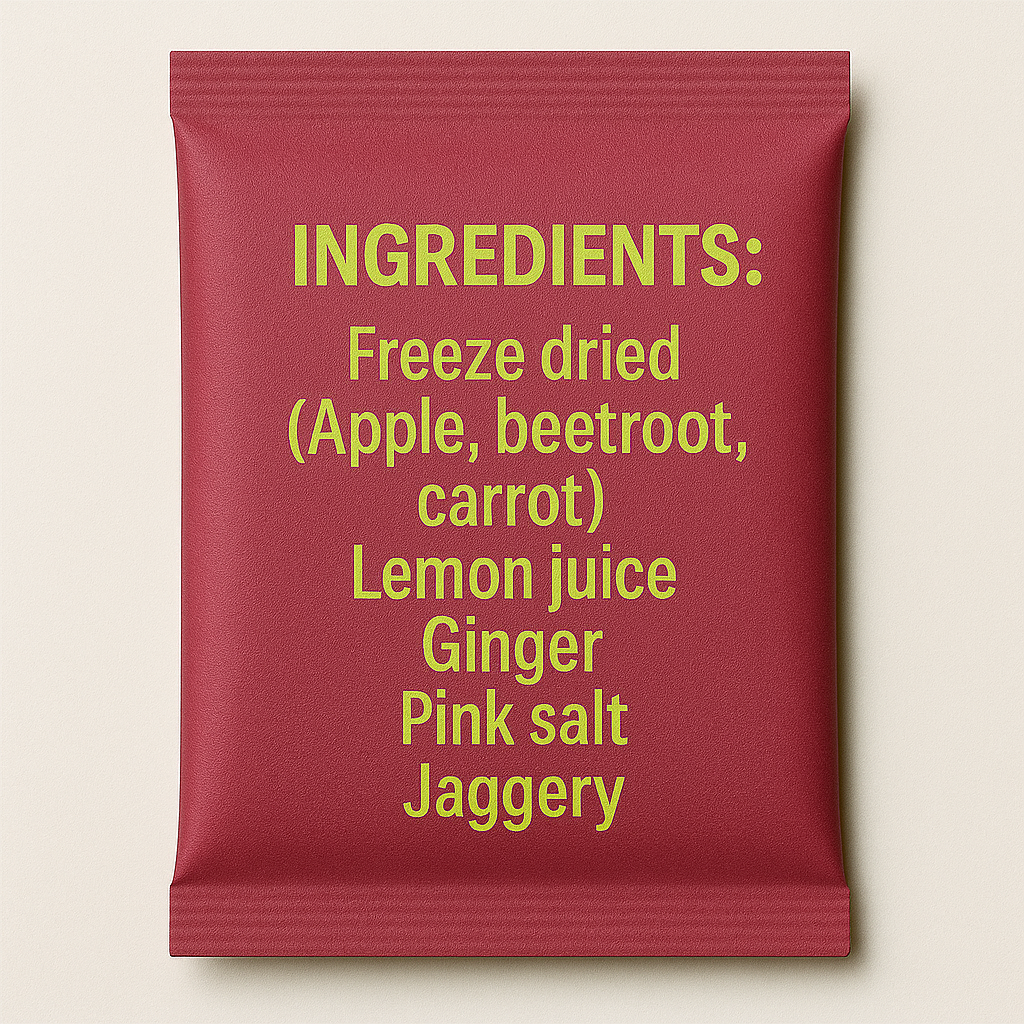 INGREDIENTS:
Freeze dried
(Apple, beetroot,
carrot)
Lemon juice
Ginger
Pink salt
Jaggery